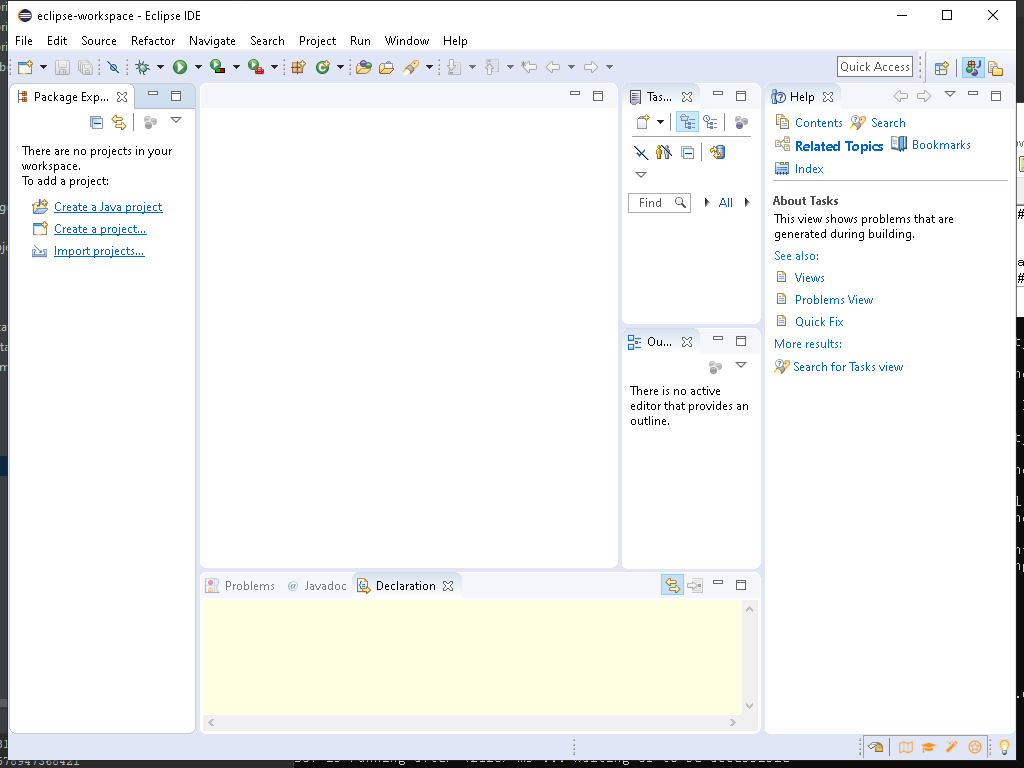 eclipse-workspace - Eclipse IDE
File Edit Source Refactor Navigate Search Project Run Window Help
Quick Access
Package Exp...
There are no projects in your
workspace.
To add a project:
Create a Java project
Create a project...
Import projects...
Tas...
Find
All
Ou...
There is no active
editor that provides an
outline.
Help
Contents Search
Related Topics Bookmarks
Index
About Tasks
This view shows problems that are
generated during building.
See also:
Views
Problems View
Quick Fix
More results:
Search for Tasks view
Problems @ Javadoc Declaration